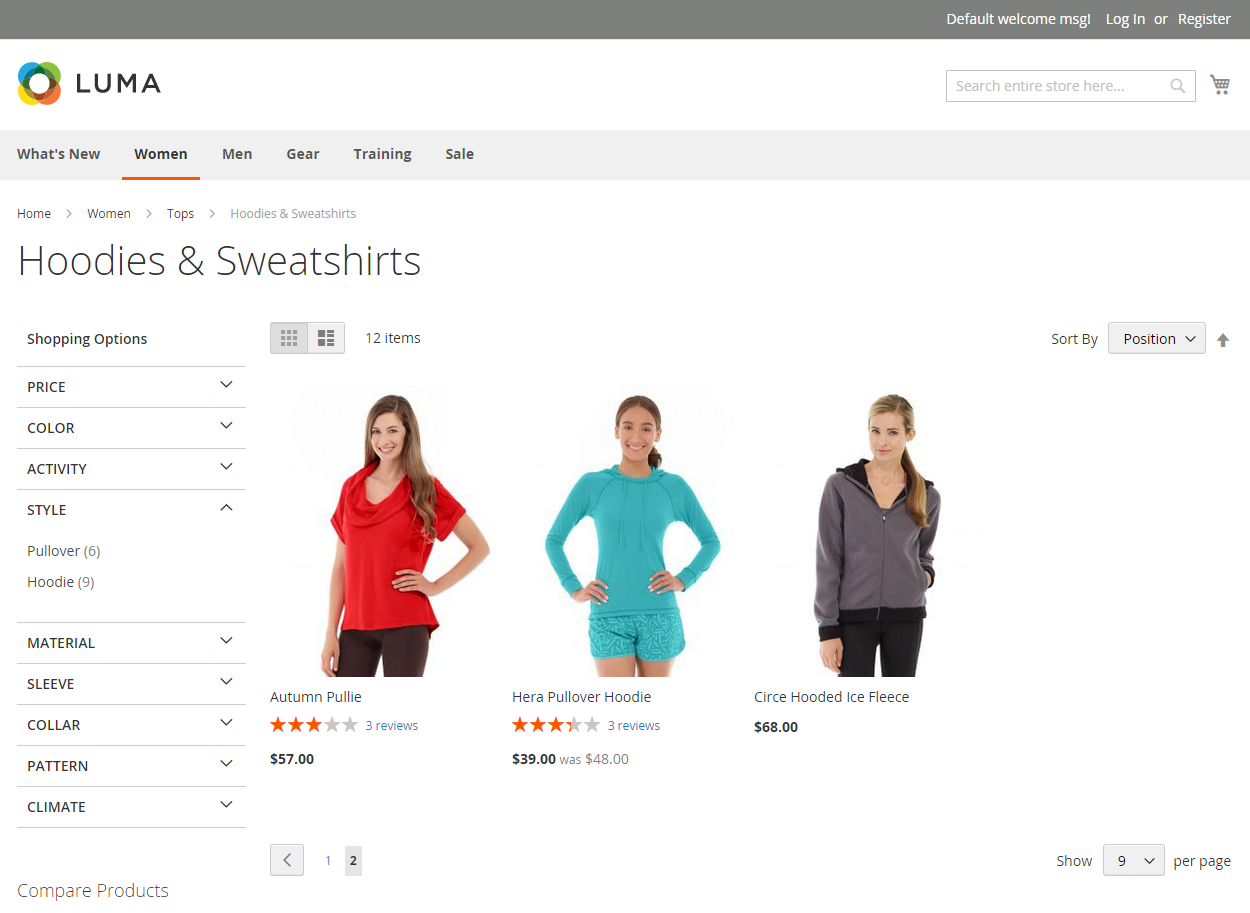 Default welcome msg! Log In or Register
LUMA
Search entire store here...
What's New Women Men Gear Training Sale
Home > Women > Tops > Hoodies & Sweatshirts
Hoodies & Sweatshirts
Shopping Options
PRICE
COLOR
ACTIVITY
STYLE
Pullover (6)
Hoodie (9)
MATERIAL
SLEEVE
COLLAR
PATTERN
CLIMATE
Compare Products
12 items
Sort By Position
Autumn Pullie
3 reviews
$57.00
Hera Pullover Hoodie
3 reviews
$39.00 was $48.00
Circe Hooded Ice Fleece
$68.00
1 2
Show 9 per page